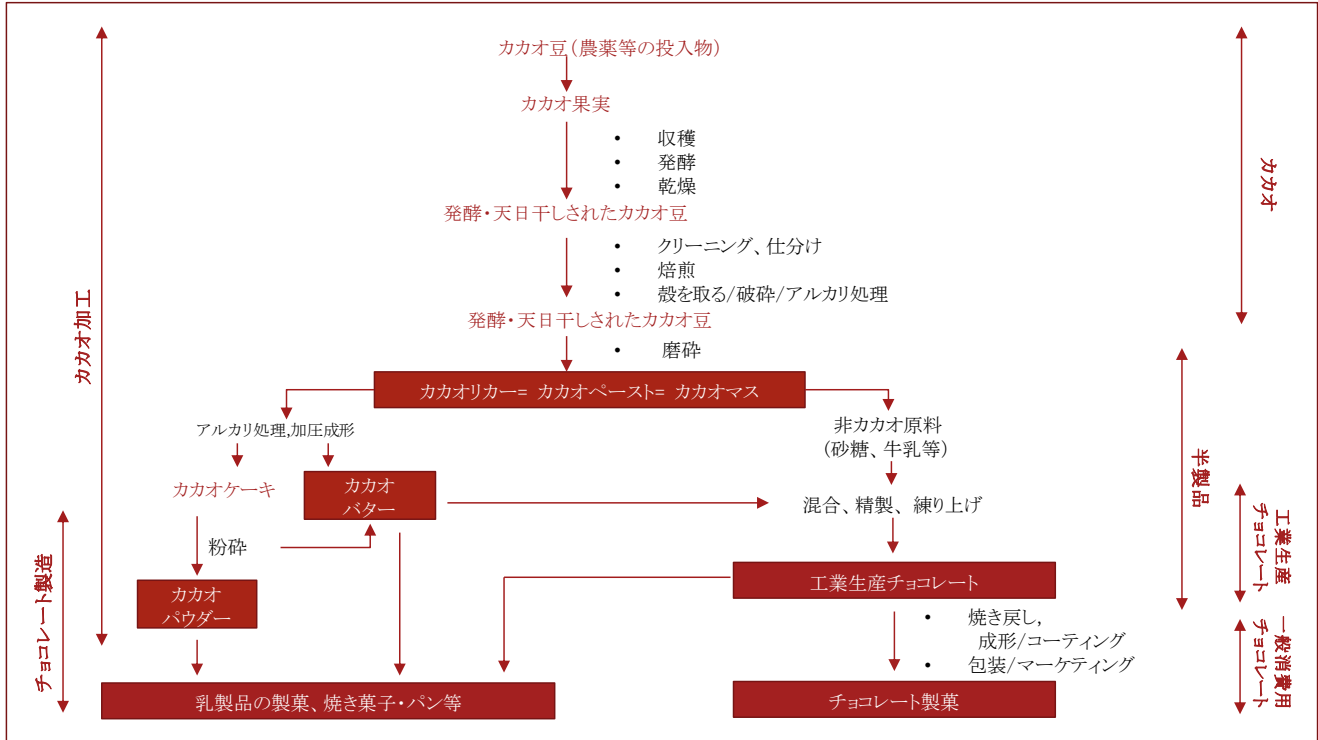 カカオ豆(農薬等の投入物)
カカオ果実
• 収穫
• 発酵
• 乾燥
発酵・天日干しされたカカオ豆
• クリーニング、仕分け
• 焙煎
• 殻を取る/破砕/アルカリ処理
発酵・天日干しされたカカオ豆
• 磨砕
カカオリカー= カカオペースト= カカオマス
アルカリ処理,加圧成形
非カカオ原料
(砂糖、牛乳等)
カカオケーキ
カカオ
バター
混合、精製、練り上げ
粉砕
カカオ
パウダー
工業生産チョコレート
• 焼き戻し,
成形/コーティング
• 包装/マーケティング
乳製品の製菓、焼き菓子・パン等
チョコレート製菓
カカオ加工
チョコレート製造
カカオ
半製品
工業生産
チョコレート
一般消費用
チョコレート